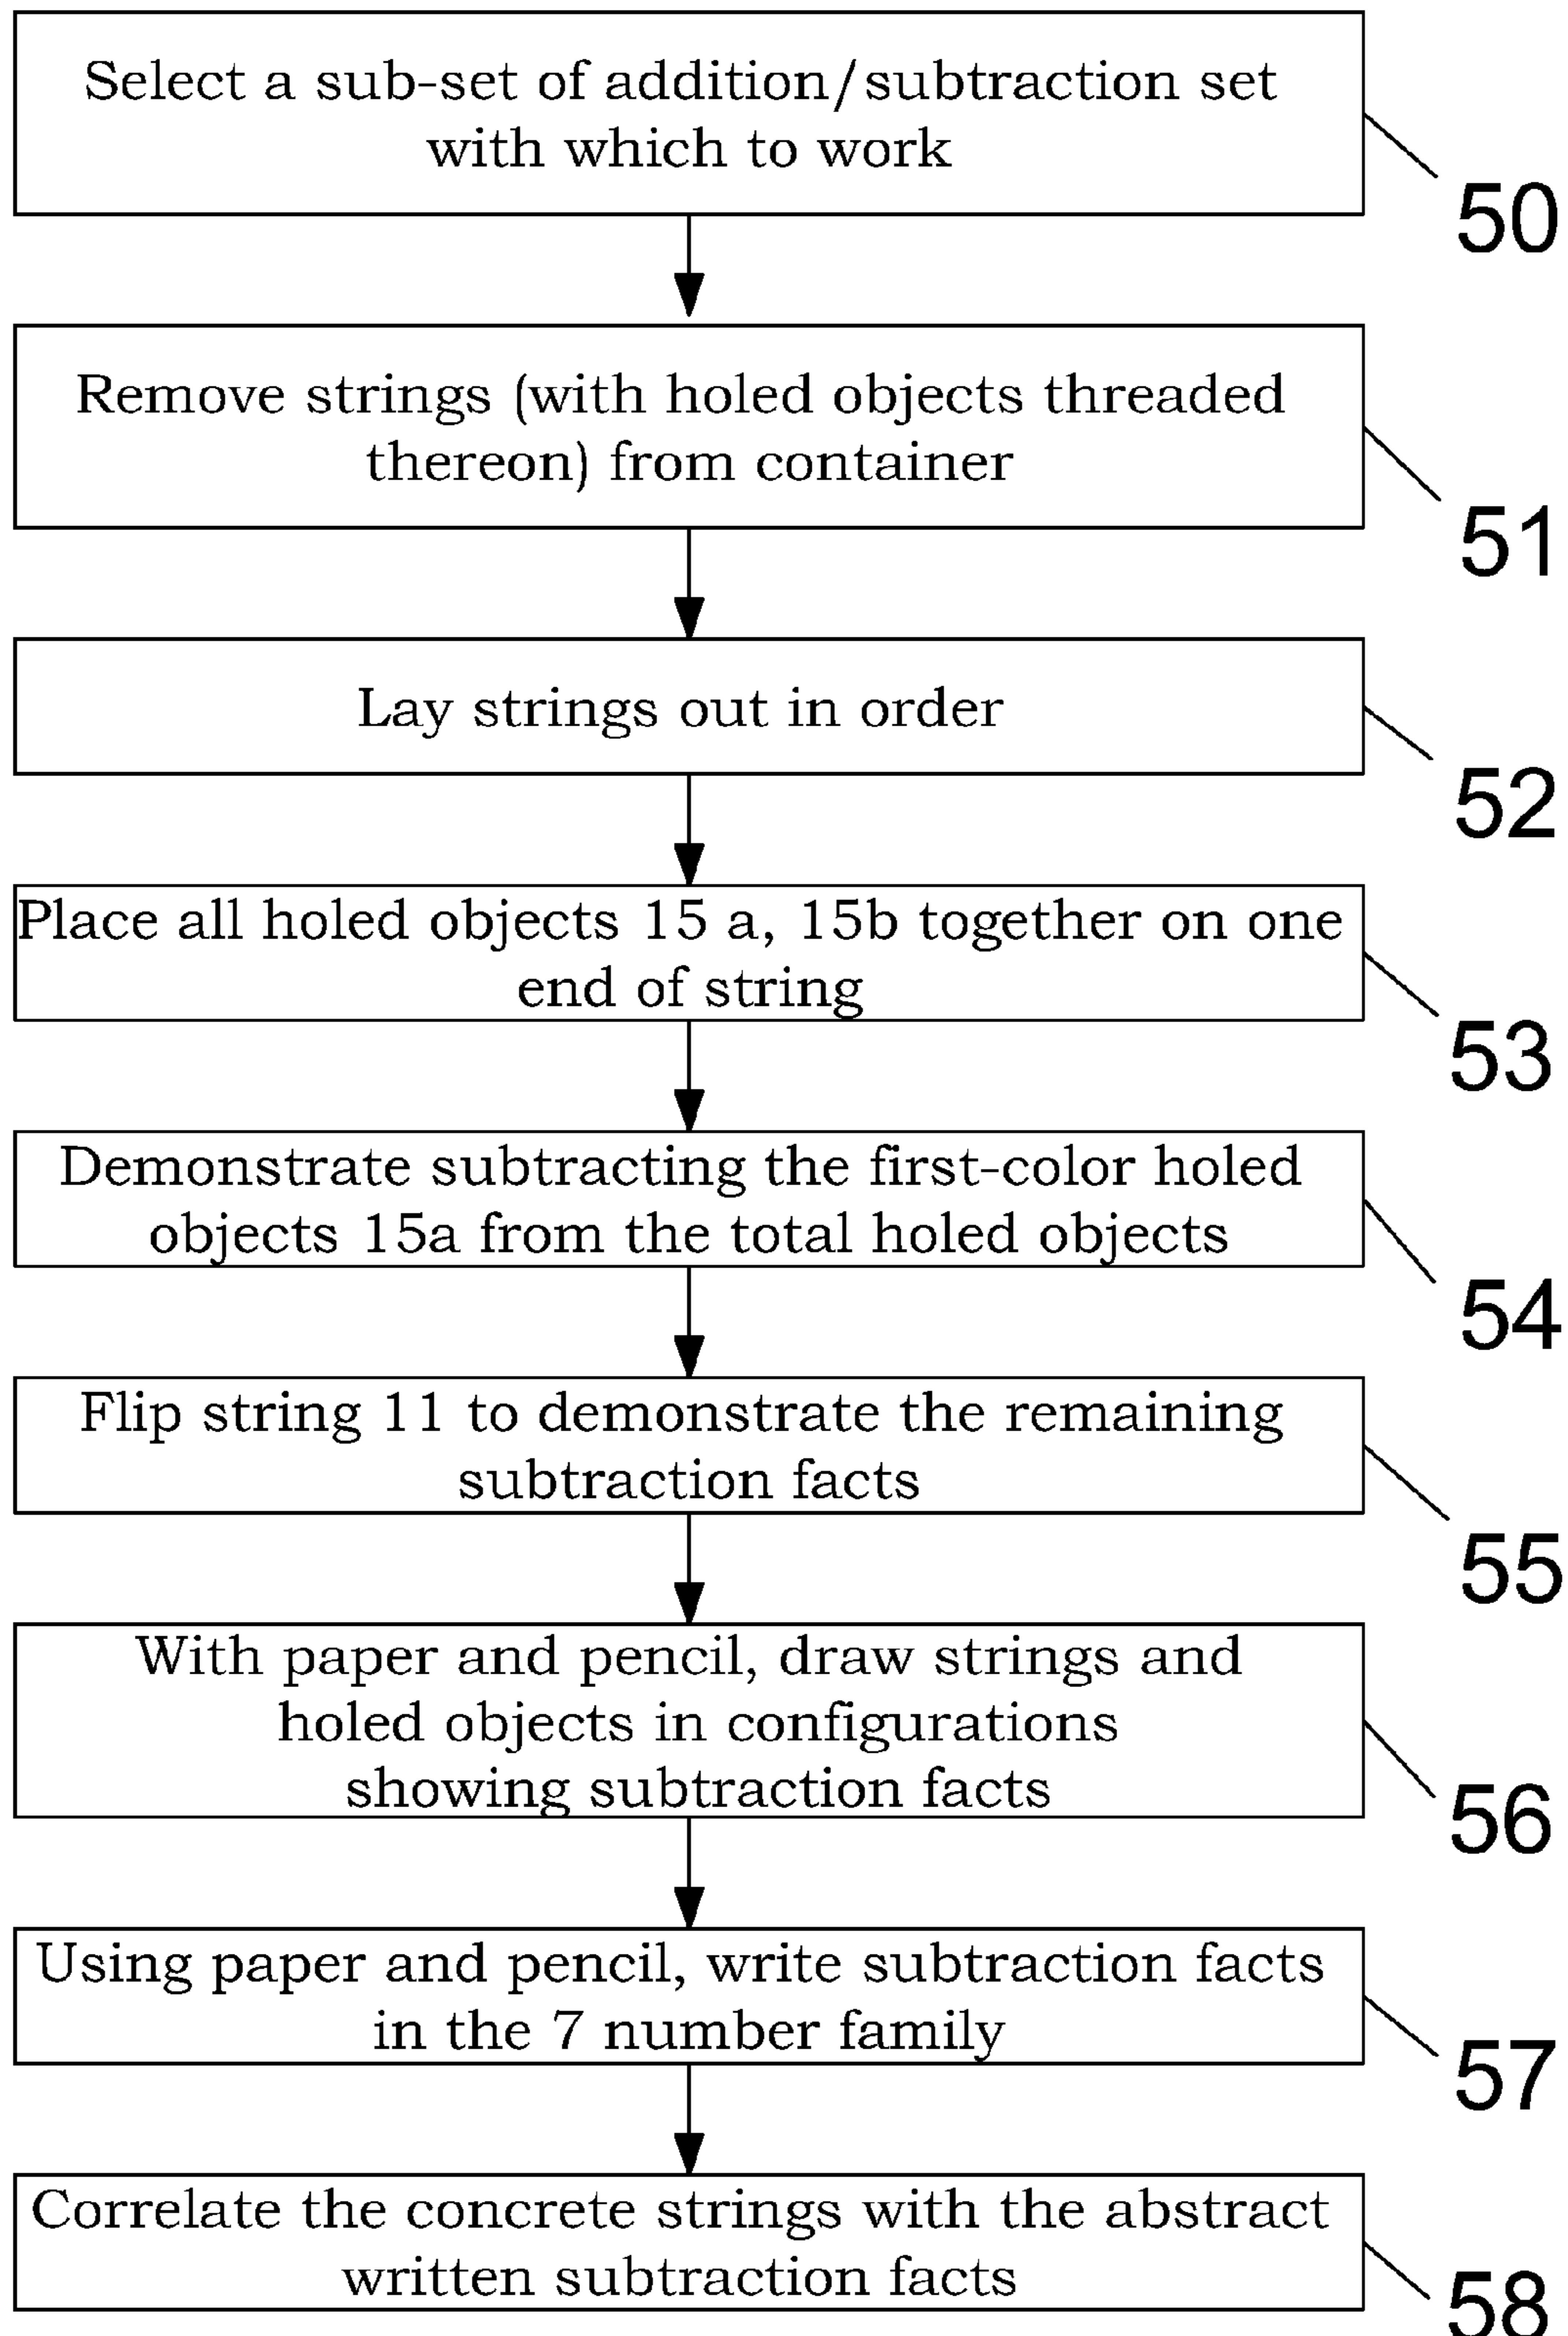 Select a sub-set of addition/subtraction set
with which to work
50
Remove strings (with holed objects threaded
thereon) from container
51
Lay strings out in order
52
Place all holed objects 15 a, 15b together on one
end of string
53
Demonstrate subtracting the first-color holed
objects 15a from the total holed objects
54
Flip string 11 to demonstrate the remaining
subtraction facts
55
With paper and pencil, draw strings and
holed objects in configurations
showing subtraction facts
56
Using paper and pencil, write subtraction facts
in the 7 number family
57
Correlate the concrete strings with the abstract
written subtraction facts
58